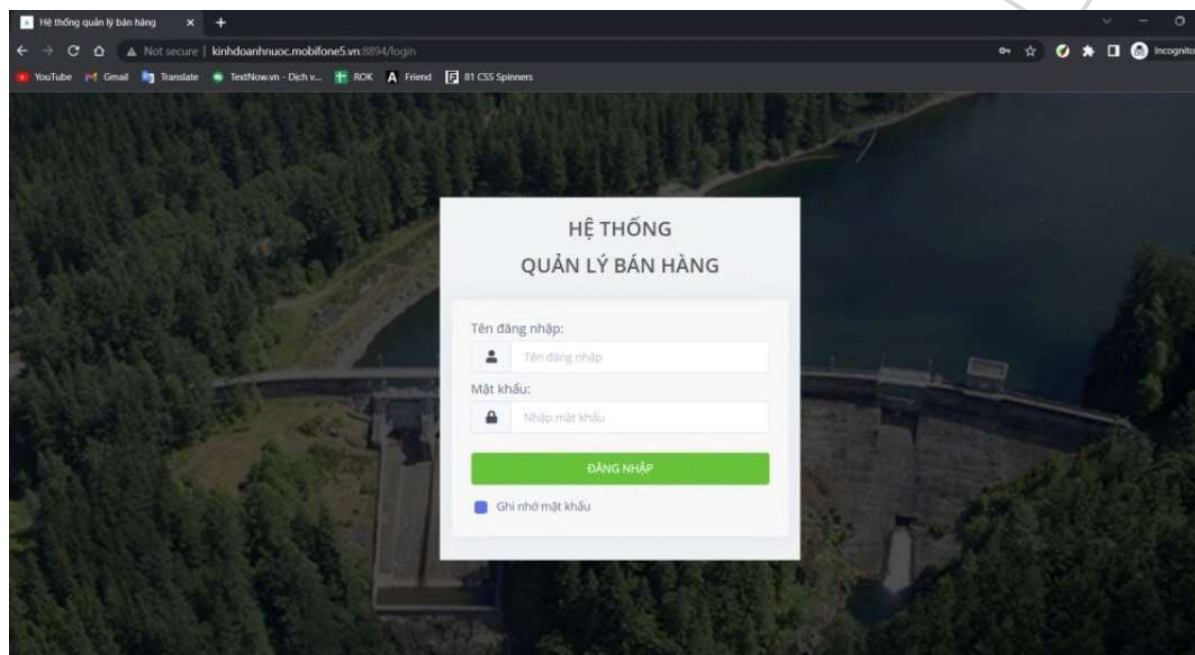 Hệ thống quản lý bán hàng
Not secure | kinhdoanhnuoc.mobifone5.vn:8894/login
Incognito
YouTube Gmail Translate TextNow.vn - Dịch v... ROK Friend 81 CSS Spinners
HỆ THỐNG
QUẢN LÝ BÁN HÀNG
Tên đăng nhập:
Tên đăng nhập
Mật khẩu:
Nhập mật khẩu
ĐĂNG NHẬP
Ghi nhớ mật khẩu